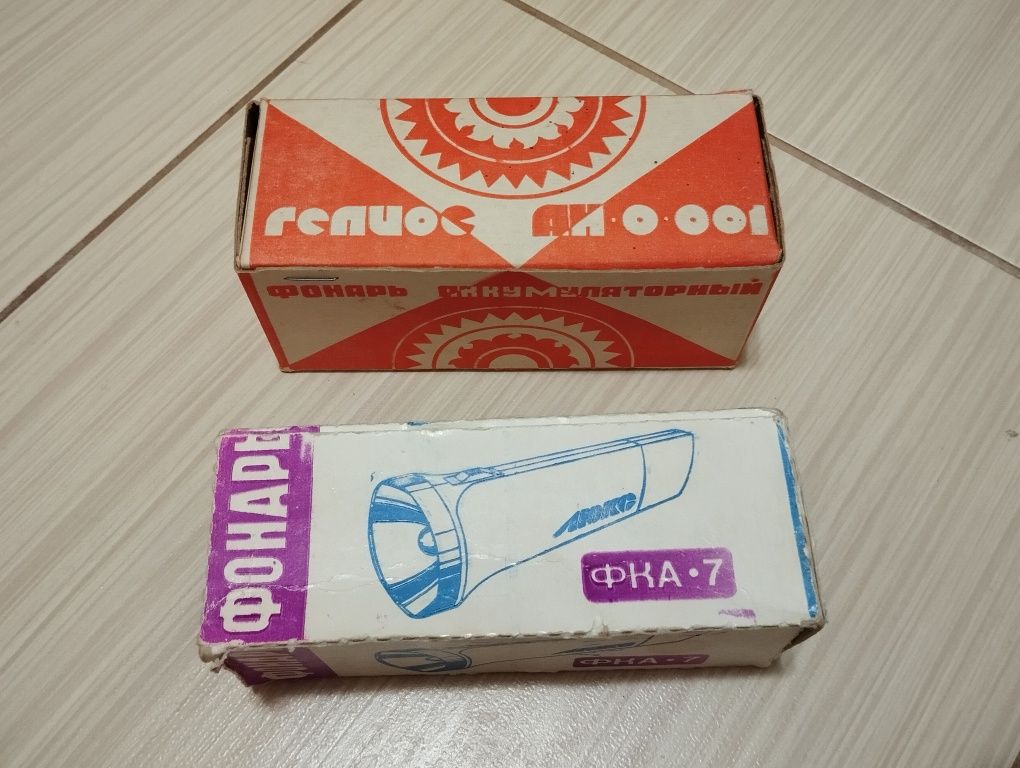 гелиос АН·0·001
фонарь аккумуляторный
ФОНАРЬ
ФКА·7
ФКА·7